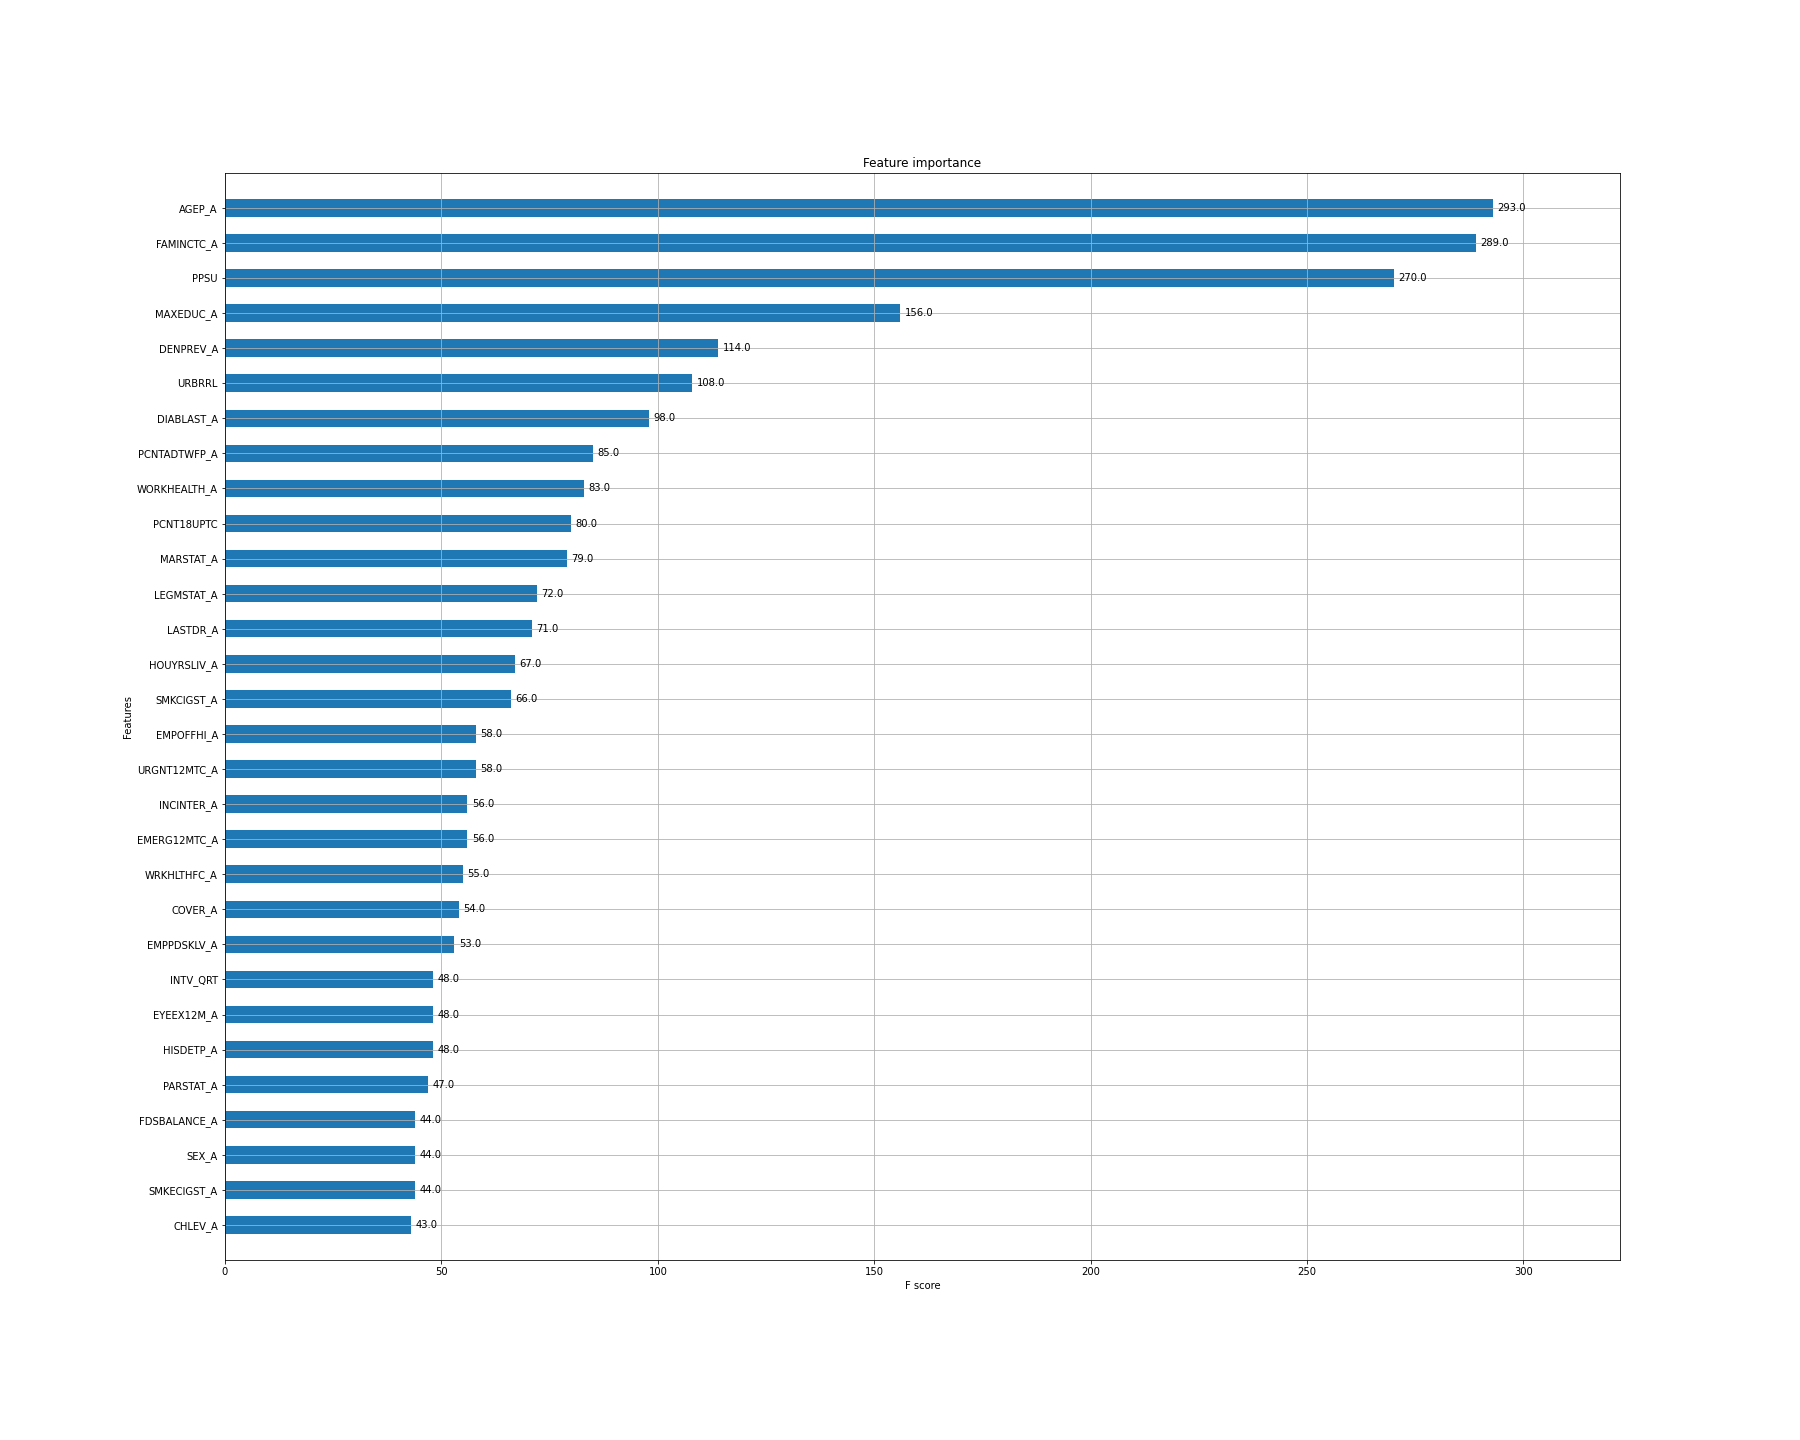 Feature importance
AGEP_A 293.0
FAMINCTC_A 289.0
PPSU 270.0
MAXEDUC_A 156.0
DENPREV_A 114.0
URBRRL 108.0
DIABLAST_A 98.0
PCNTADTWFP_A 85.0
WORKHEALTH_A 83.0
PCNT18UPTC 80.0
MARSTAT_A 79.0
LEGMSTAT_A 72.0
LASTDR_A 71.0
HOUYRSLIV_A 67.0
SMKCIGST_A 66.0
Features
EMPOFFHI_A 58.0
URGNT12MTC_A 58.0
INCINTER_A 56.0
EMERG12MTC_A 56.0
WRKHLTHFC_A 55.0
COVER_A 54.0
EMPPDSKLV_A 53.0
INTV_QRT 48.0
EYEEX12M_A 48.0
HISDETP_A 48.0
PARSTAT_A 47.0
FDSBALANCE_A 44.0
SEX_A 44.0
SMKECIGST_A 44.0
CHLEV_A 43.0
0 50 100 150 200 250 300
F score